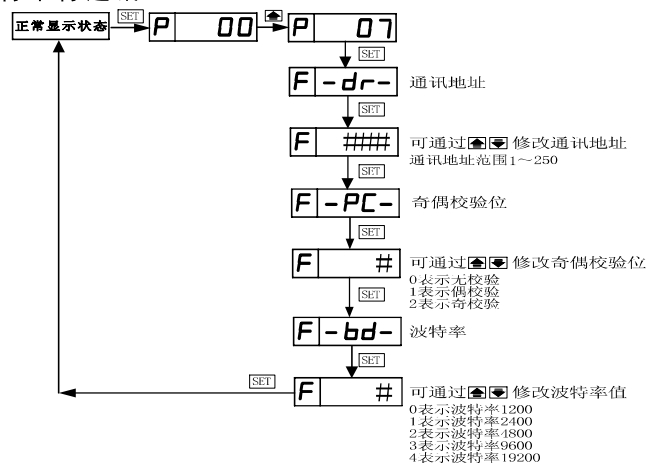 正常显示状态 SET P 00 P 07
SET
F -dr- 通讯地址
SET
F #### 可通过 修改通讯地址
通讯地址范围1～250
SET
F -PC- 奇偶校验位
SET
F # 可通过 修改奇偶校验位
0表示无校验
1表示偶校验
2表示奇校验
SET
F -bd- 波特率
SET
SET F # 可通过 修改波特率值
0表示波特率1200
1表示波特率2400
2表示波特率4800
3表示波特率9600
4表示波特率19200